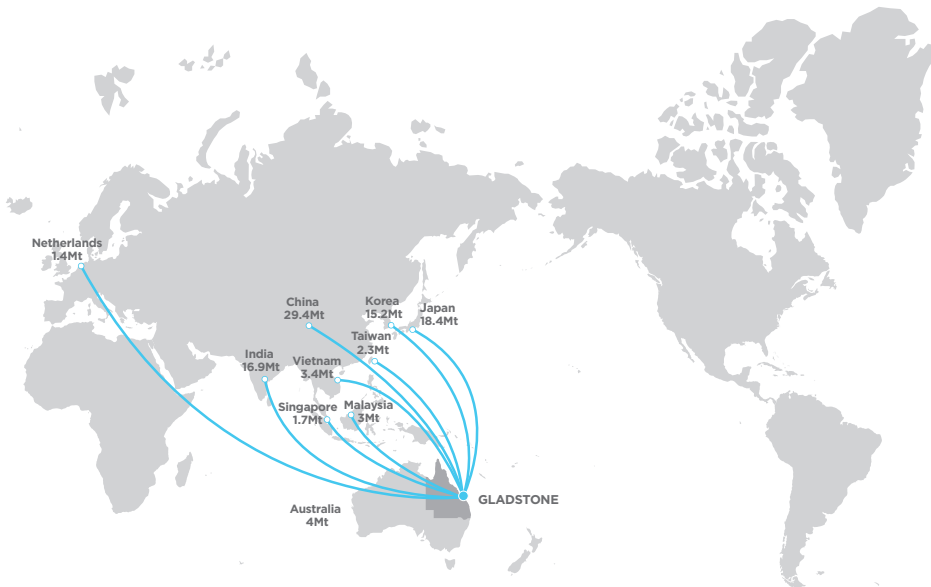 Netherlands
1.4Mt
China
29.4Mt
Korea
15.2Mt
Japan
18.4Mt
Taiwan
2.3Mt
India
16.9Mt
Vietnam
3.4Mt
Singapore
1.7Mt
Malaysia
3Mt
GLADSTONE
Australia
4Mt